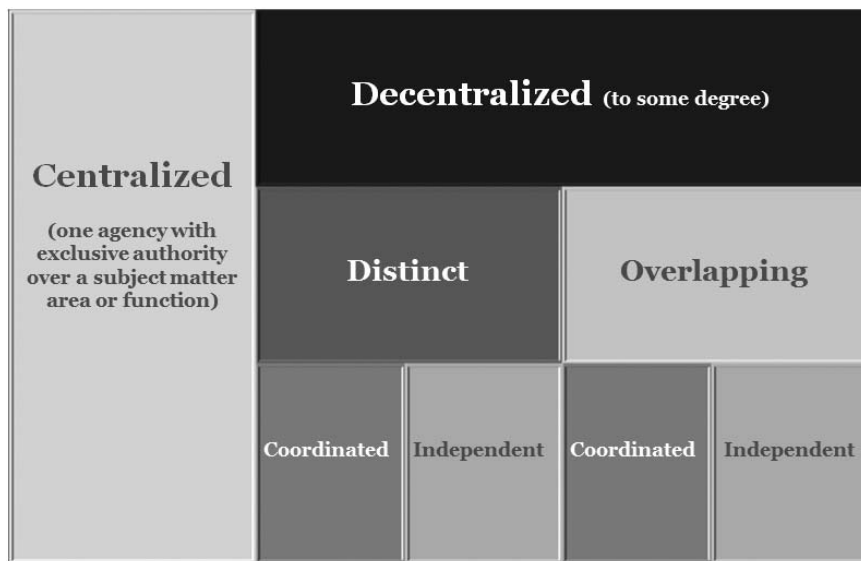 Decentralized (to some degree)
Centralized
(one agency with
exclusive authority
over a subject matter
area or function)
Distinct
Overlapping
Coordinated
Independent
Coordinated
Independent